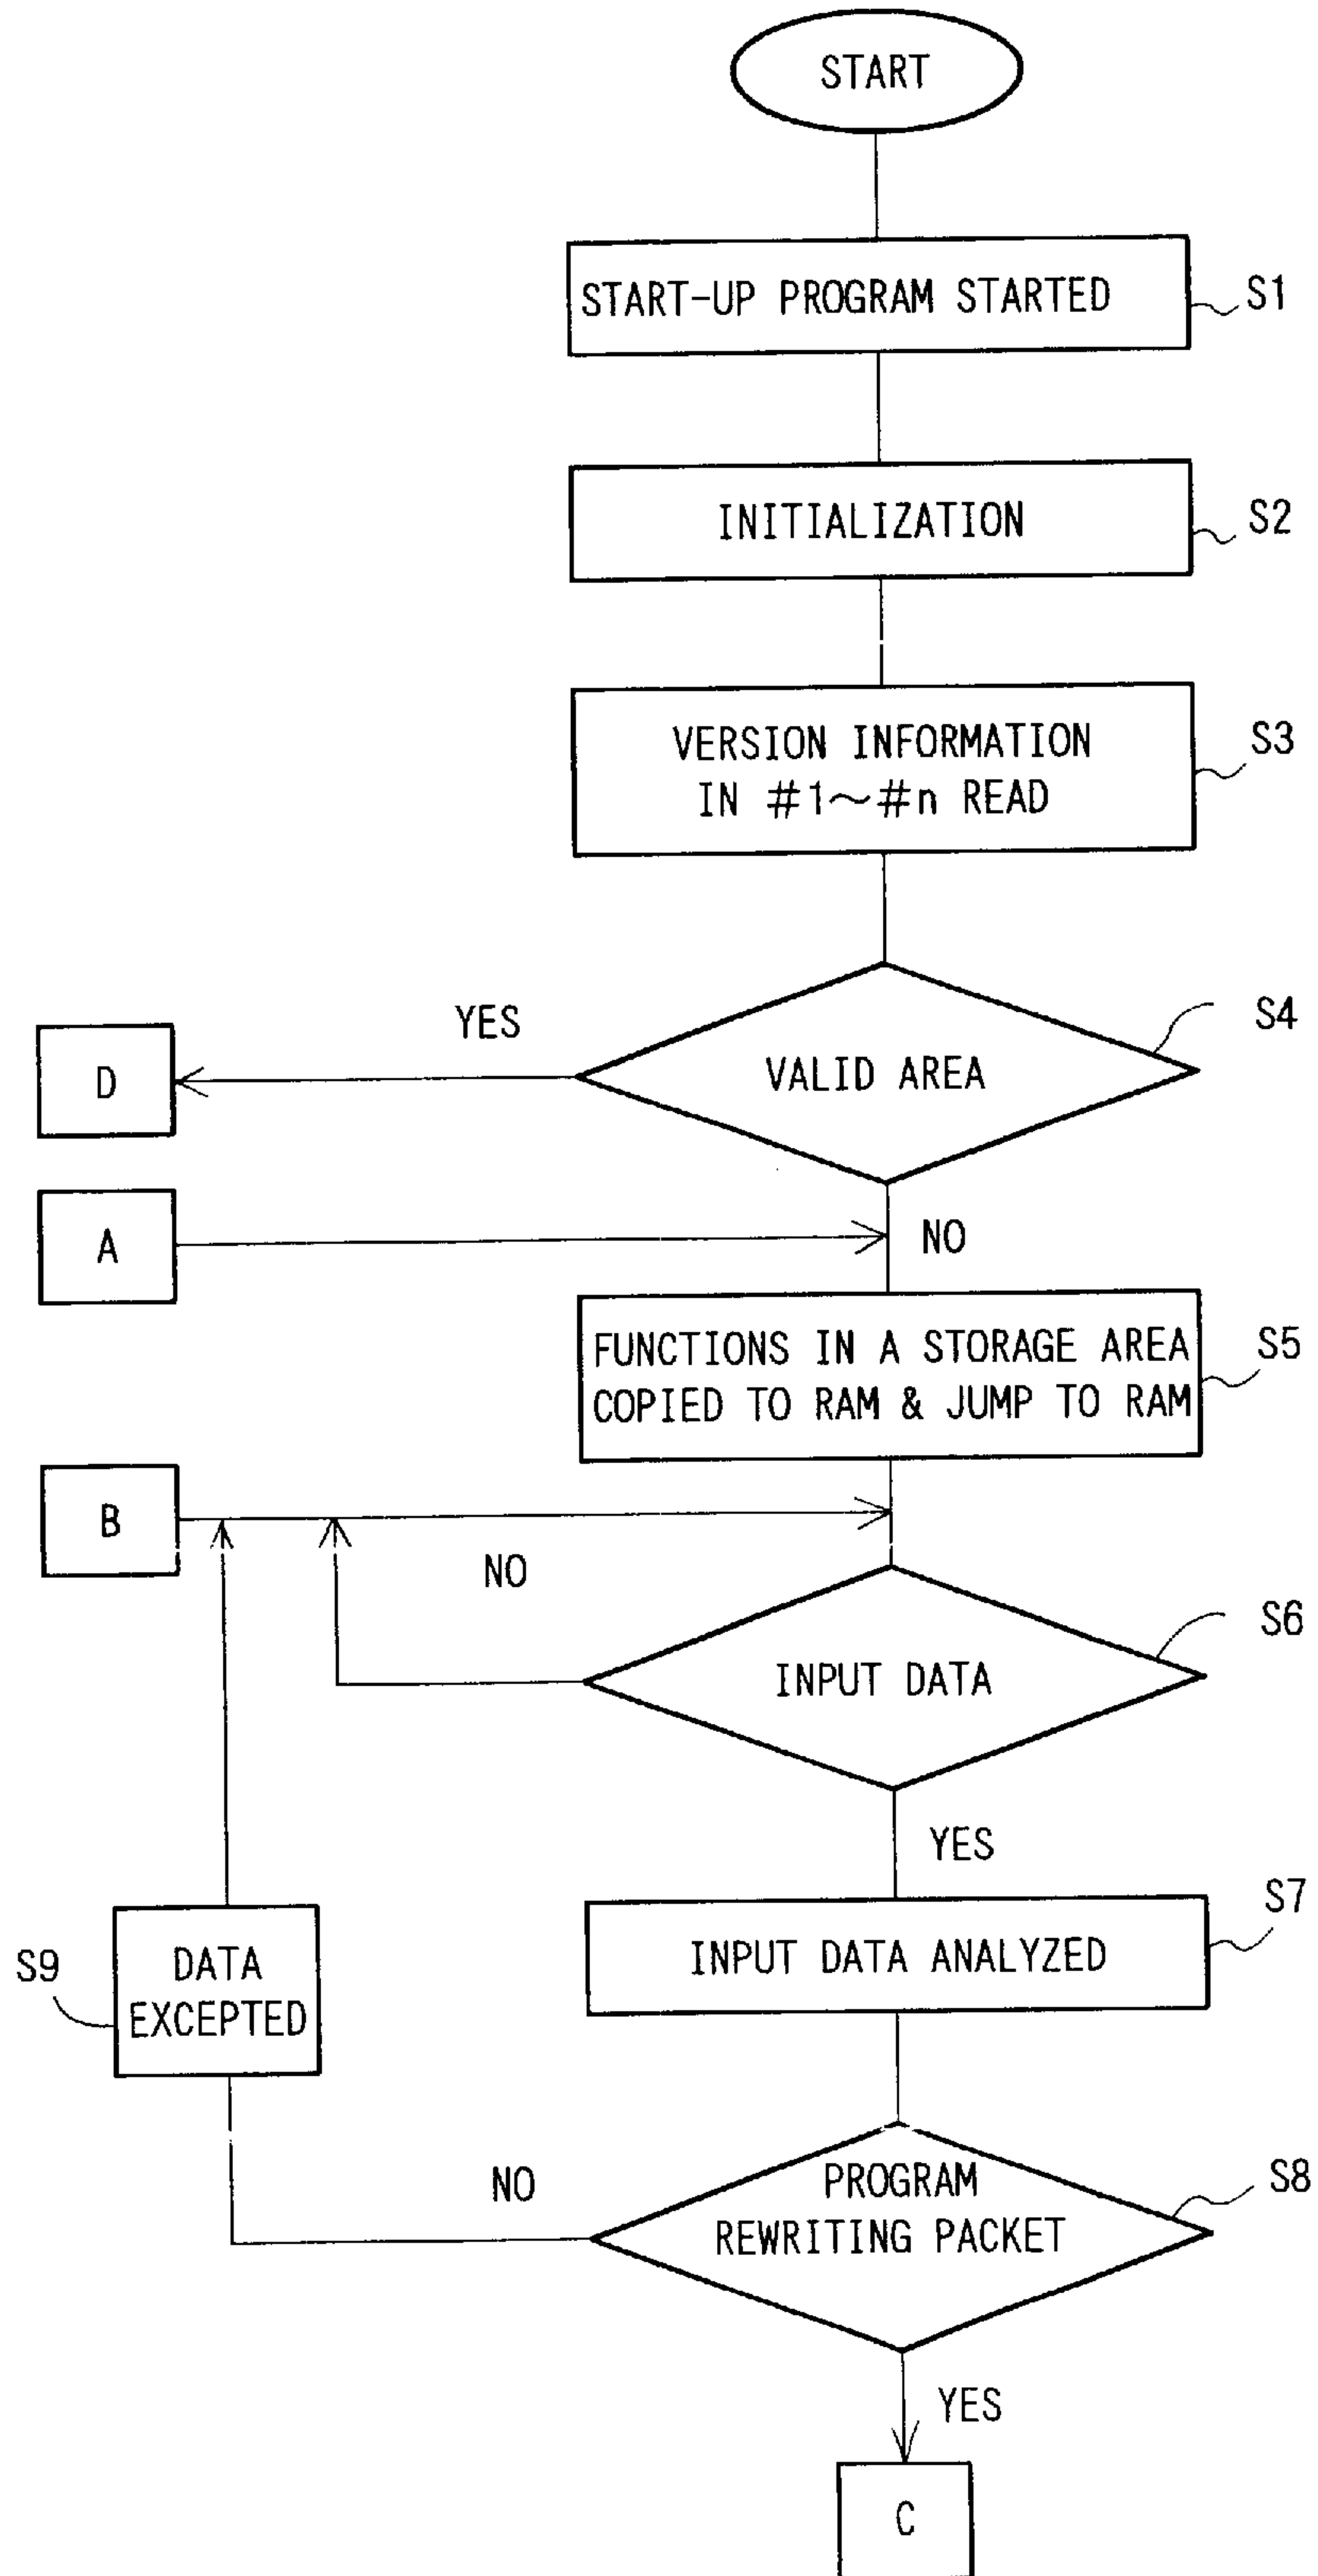 START
START-UP PROGRAM STARTED
S1
INITIALIZATION
S2
VERSION INFORMATION
IN #1～#n READ
S3
YES
VALID AREA
S4
D
A
NO
FUNCTIONS IN A STORAGE AREA
COPIED TO RAM & JUMP TO RAM
S5
B
NO
INPUT DATA
S6
YES
INPUT DATA ANALYZED
S7
S9
DATA
EXCEPTED
NO
PROGRAM
REWRITING PACKET
S8
YES
C